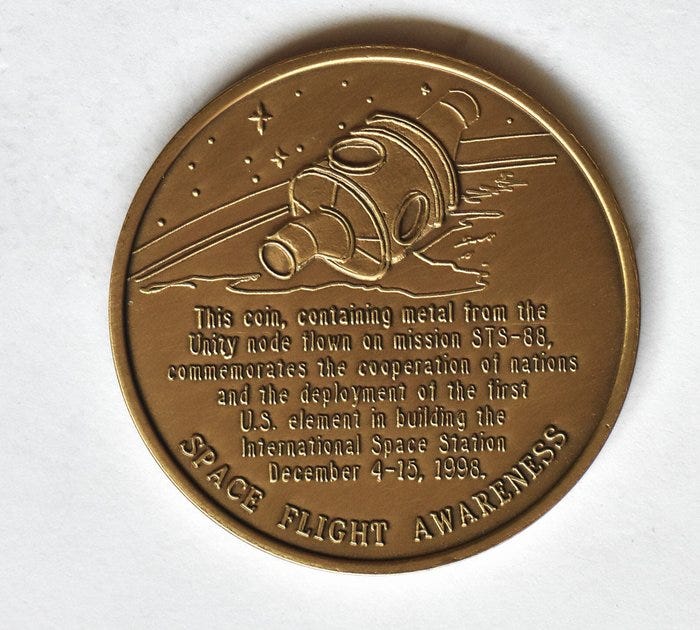 This coin, containing metal from the
Unity node flown on mission STS-88,
commemorates the cooperation of nations
and the deployment of the first
U.S. element in building the
International Space Station
December 4-15, 1998.
SPACE FLIGHT AWARENESS